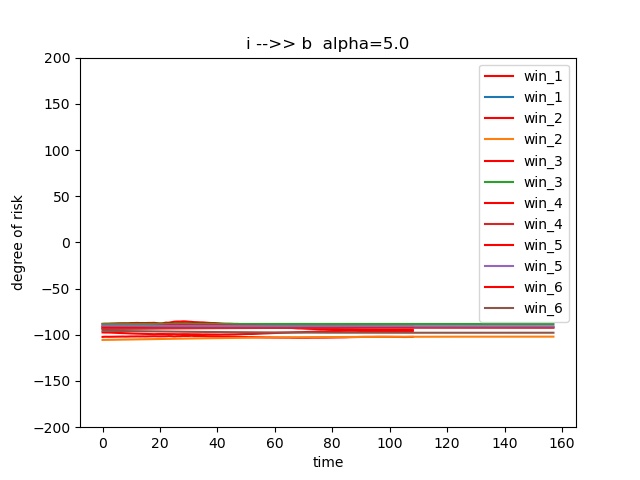 i -->> b  alpha=5.0
200
150
100
50
0
−50
−100
−150
−200
degree of risk
0
20
40
60
80
100
120
140
160
time
win_1
win_1
win_2
win_2
win_3
win_3
win_4
win_4
win_5
win_5
win_6
win_6